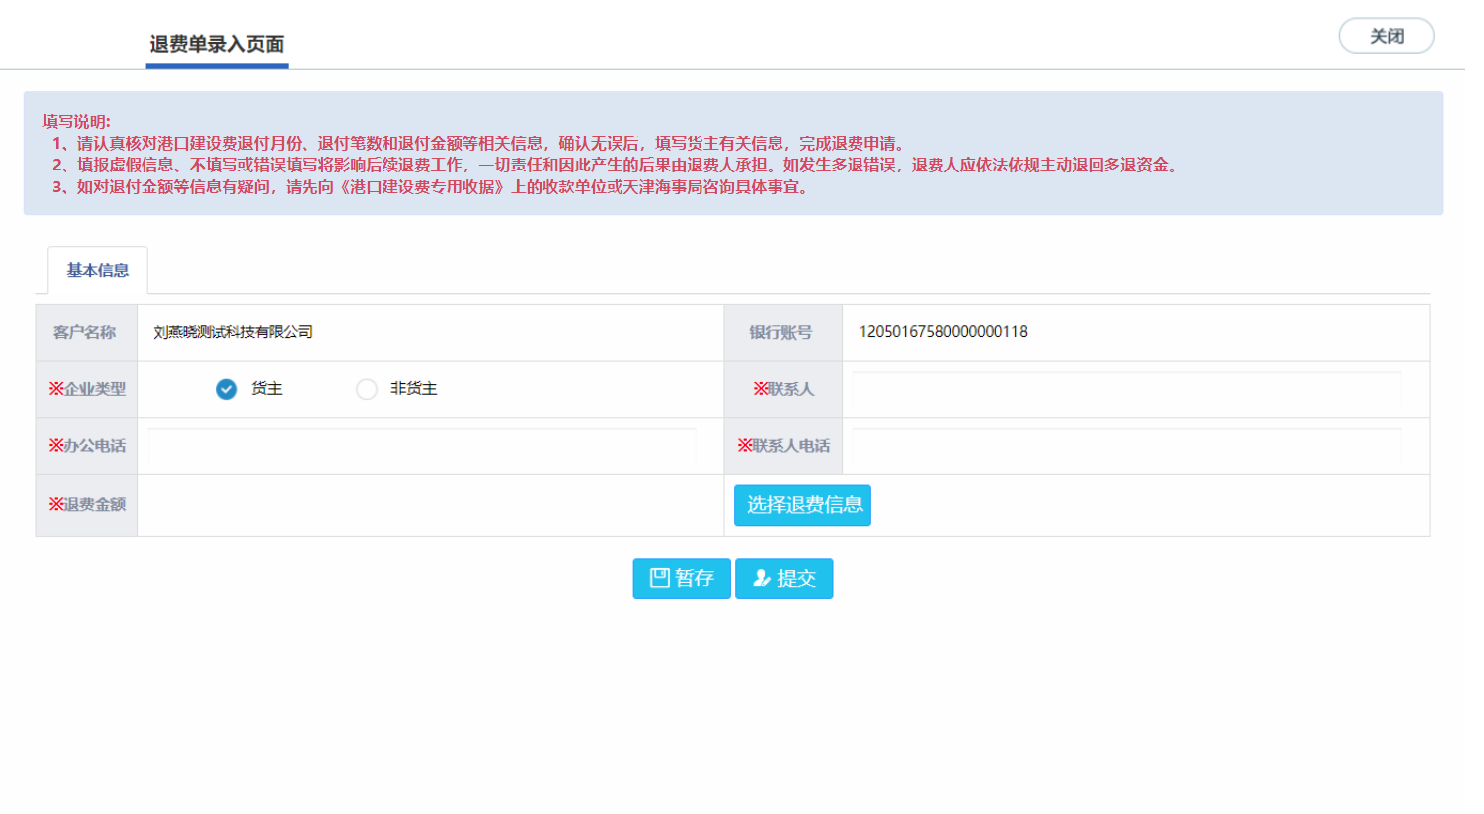 退费单录入页面
关闭
填写说明:
1、请认真核对港口建设费退付月份、退付笔数和退付金额等相关信息，确认无误后，填写货主有关信息，完成退费申请。
2、填报虚假信息、不填写或错误填写将影响后续退费工作，一切责任和因此产生的后果由退费人承担。如发生多退错误，退费人应依法依规主动退回多退资金。
3、如对退付金额等信息有疑问，请先向《港口建设费专用收据》上的收款单位或天津海事局咨询具体事宜。
基本信息
客户名称 刘燕晓测试科技有限公司 银行账号 12050167580000000118
※企业类型 货主 非货主 ※联系人
※办公电话 ※联系人电话
※退费金额 选择退费信息
暂存 提交